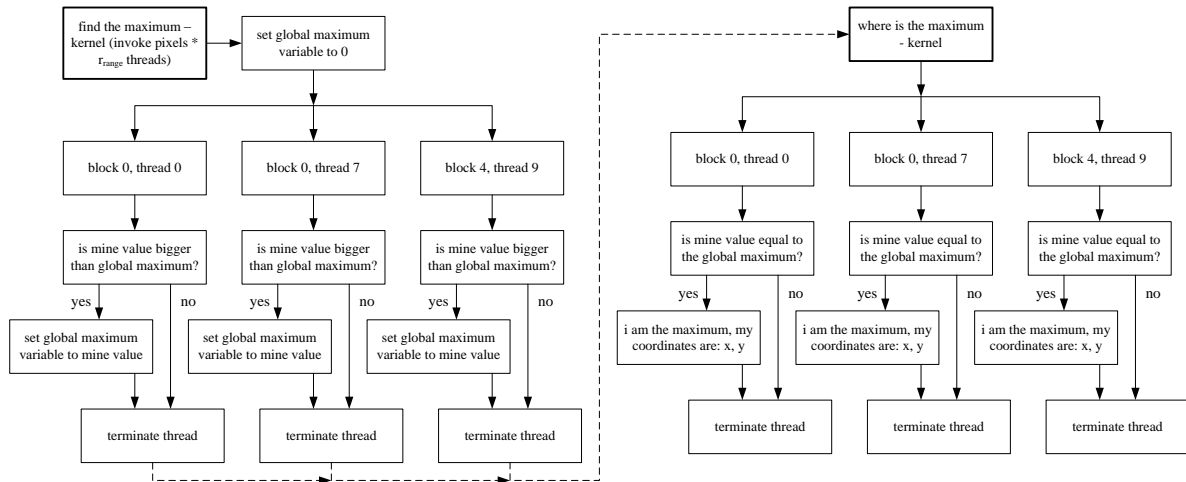 find the maximum –
kernel (invoke pixels *
r_range threads)
set global maximum
variable to 0
block 0, thread 0
block 0, thread 7
block 4, thread 9
is mine value bigger
than global maximum?
is mine value bigger
than global maximum?
is mine value bigger
than global maximum?
yes
no
yes
no
yes
no
set global maximum
variable to mine value
set global maximum
variable to mine value
set global maximum
variable to mine value
terminate thread
terminate thread
terminate thread
where is the maximum
- kernel
block 0, thread 0
block 0, thread 7
block 4, thread 9
is mine value equal to
the global maximum?
is mine value equal to
the global maximum?
is mine value equal to
the global maximum?
yes
no
yes
no
yes
no
i am the maximum, my
coordinates are: x, y
i am the maximum, my
coordinates are: x, y
i am the maximum, my
coordinates are: x, y
terminate thread
terminate thread
terminate thread